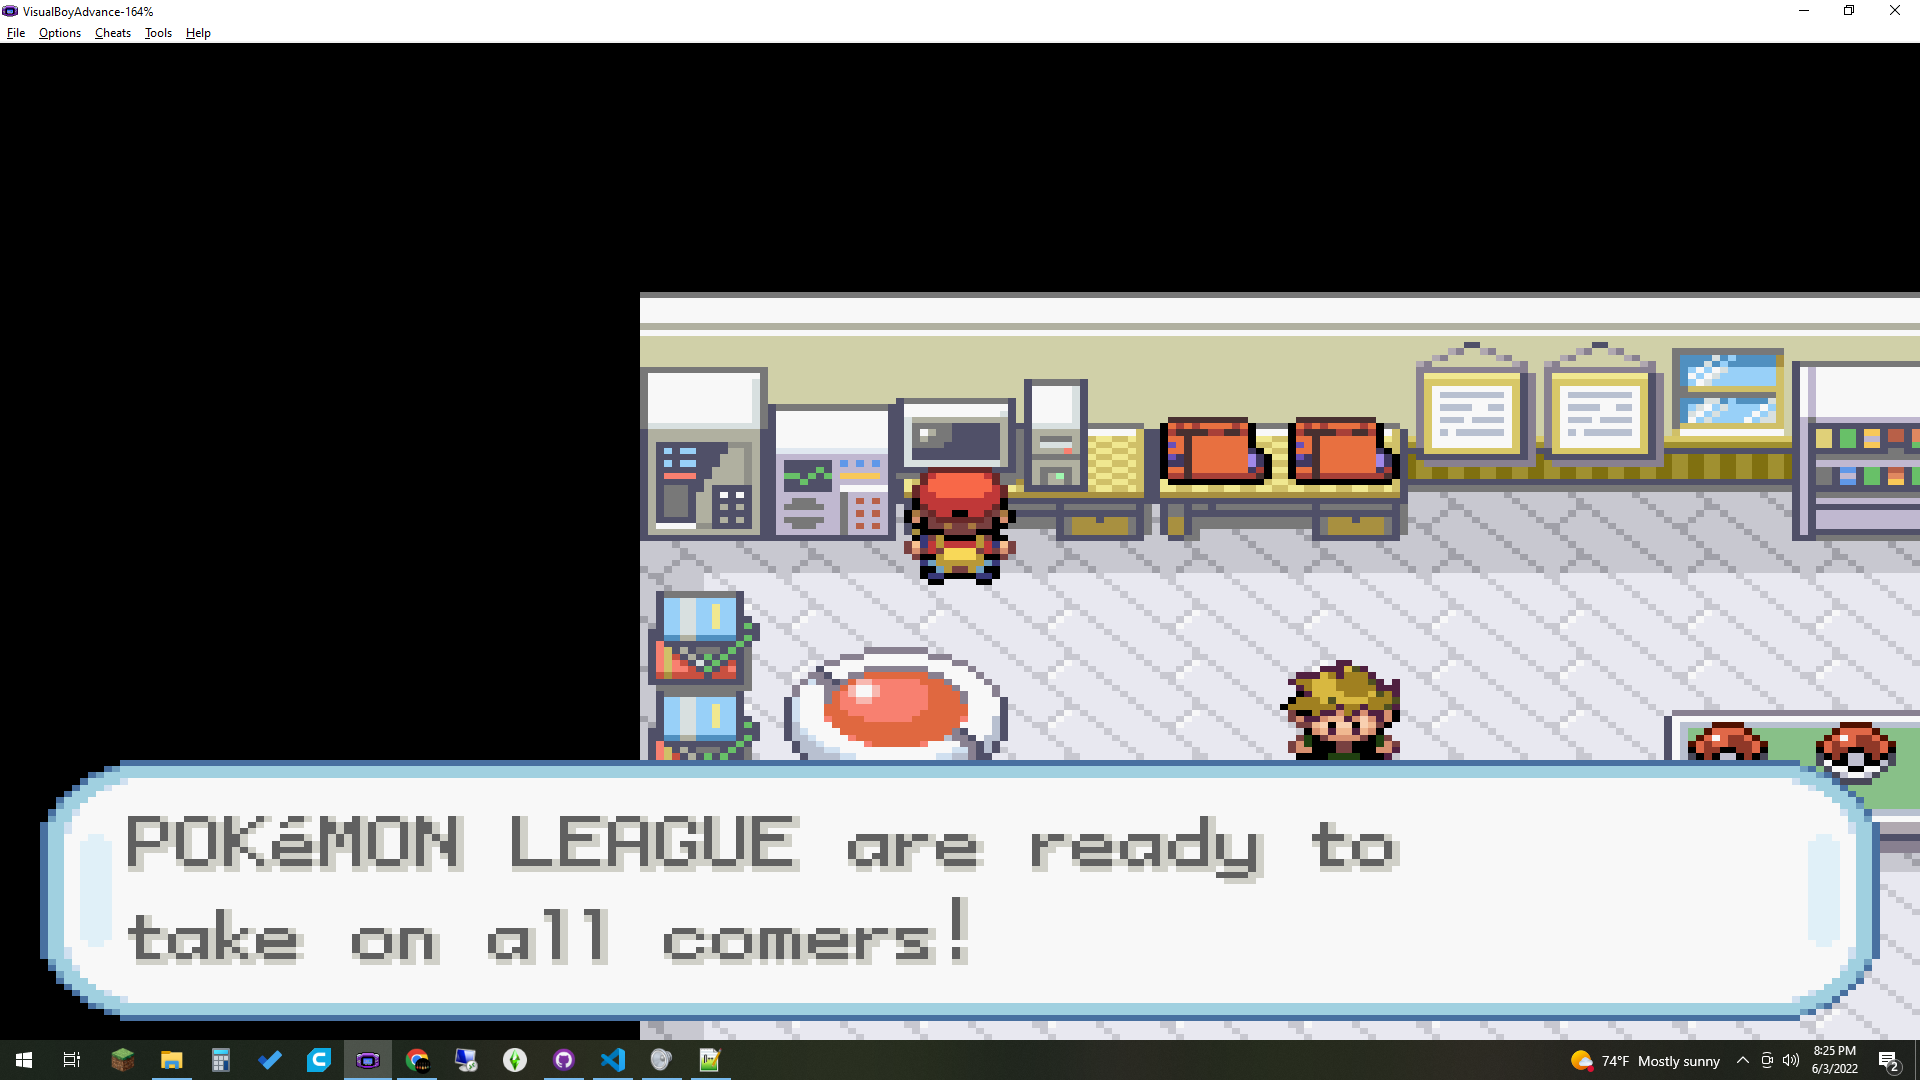 VisualBoyAdvance-164%
File Options Cheats Tools Help
POKéMON LEAGUE are ready to
take on all comers!
74°F Mostly sunny
8:25 PM
6/3/2022
2